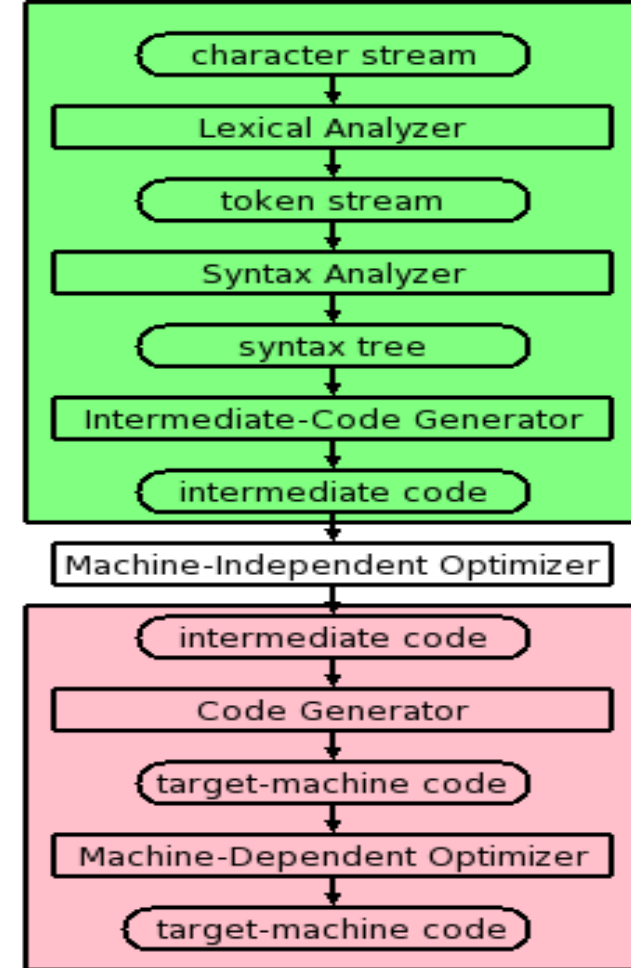 character stream
Lexical Analyzer
token stream
Syntax Analyzer
syntax tree
Intermediate-Code Generator
intermediate code
Machine-Independent Optimizer
intermediate code
Code Generator
target-machine code
Machine-Dependent Optimizer
target-machine code